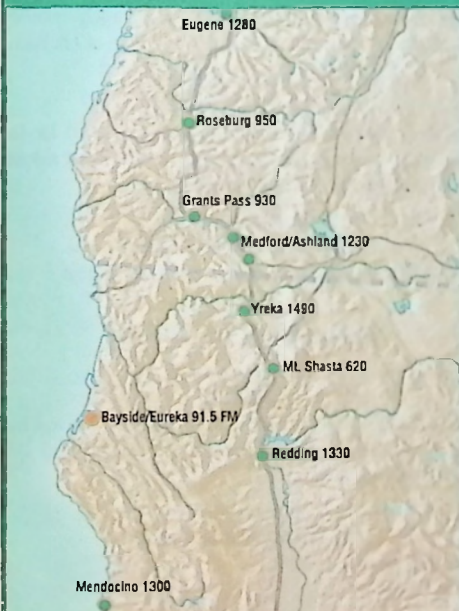 Eugene 1280
Roseburg 950
Grants Pass 930
Medford/Ashland 1230
Yreka 1490
Mt. Shasta 620
Bayside/Eureka 91.5 FM
Redding 1330
Mendocino 1300